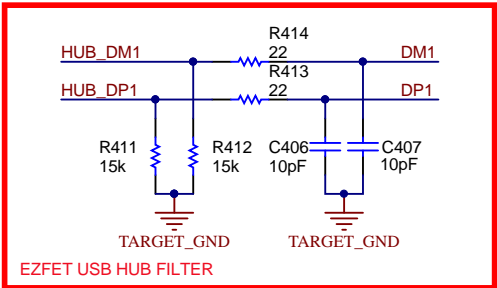 R414
HUB_DM1 22 DM1
R413
HUB_DP1 22 DP1
R411 R412 C406 C407
15k 15k 10pF 10pF
TARGET_GND TARGET_GND
EZFET USB HUB FILTER